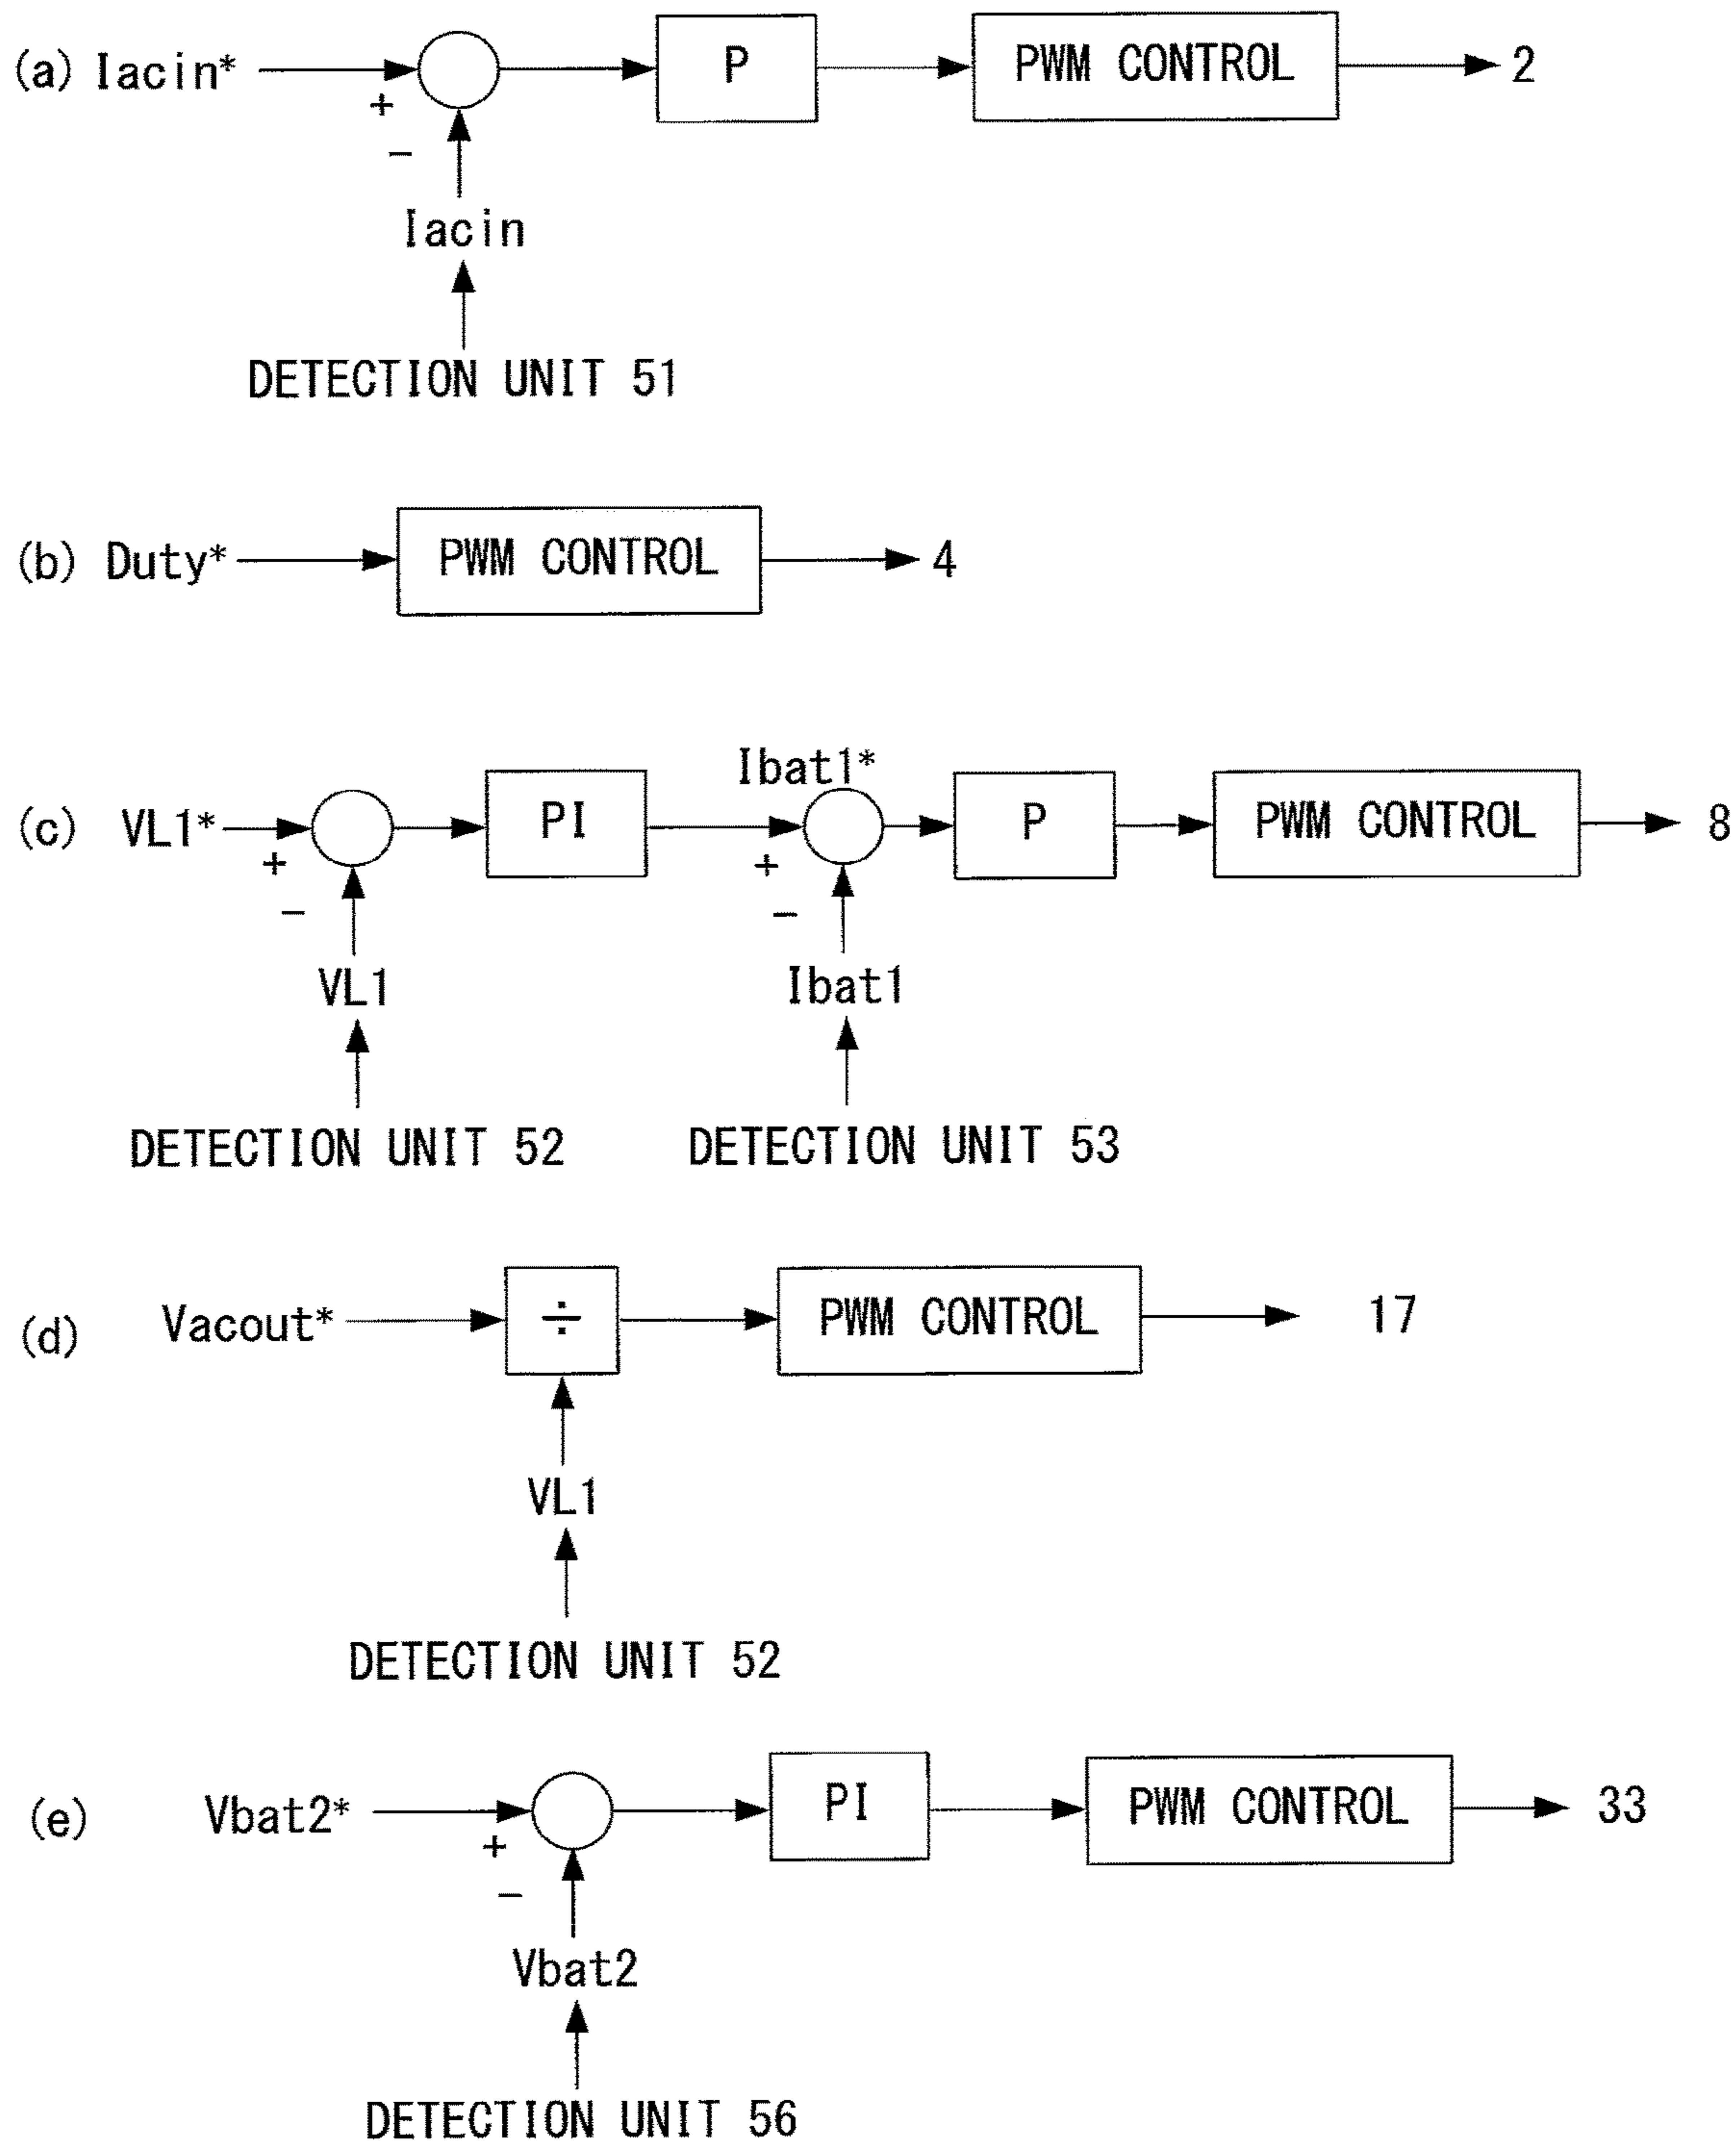 (a) Iacin* P PWM CONTROL 2
+
−
Iacin
DETECTION UNIT 51
(b) Duty* PWM CONTROL 4
Ibat1*
(c) VL1* PI P PWM CONTROL 8
+ +
− −
VL1 Ibat1
DETECTION UNIT 52 DETECTION UNIT 53
(d) Vacout* ÷ PWM CONTROL 17
VL1
DETECTION UNIT 52
(e) Vbat2* PI PWM CONTROL 33
+
−
Vbat2
DETECTION UNIT 56